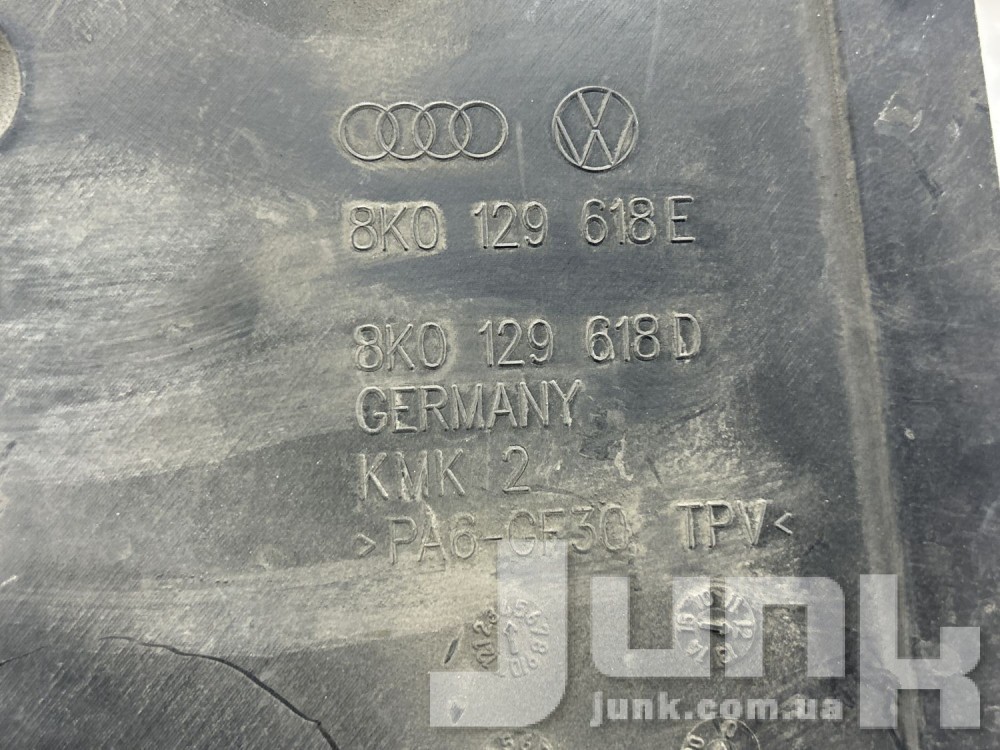 8K0 129 618 E
8K0 129 618 D
GERMANY
KMK 2
>PA6-GF30 TPV<
Junk
junk.com.ua